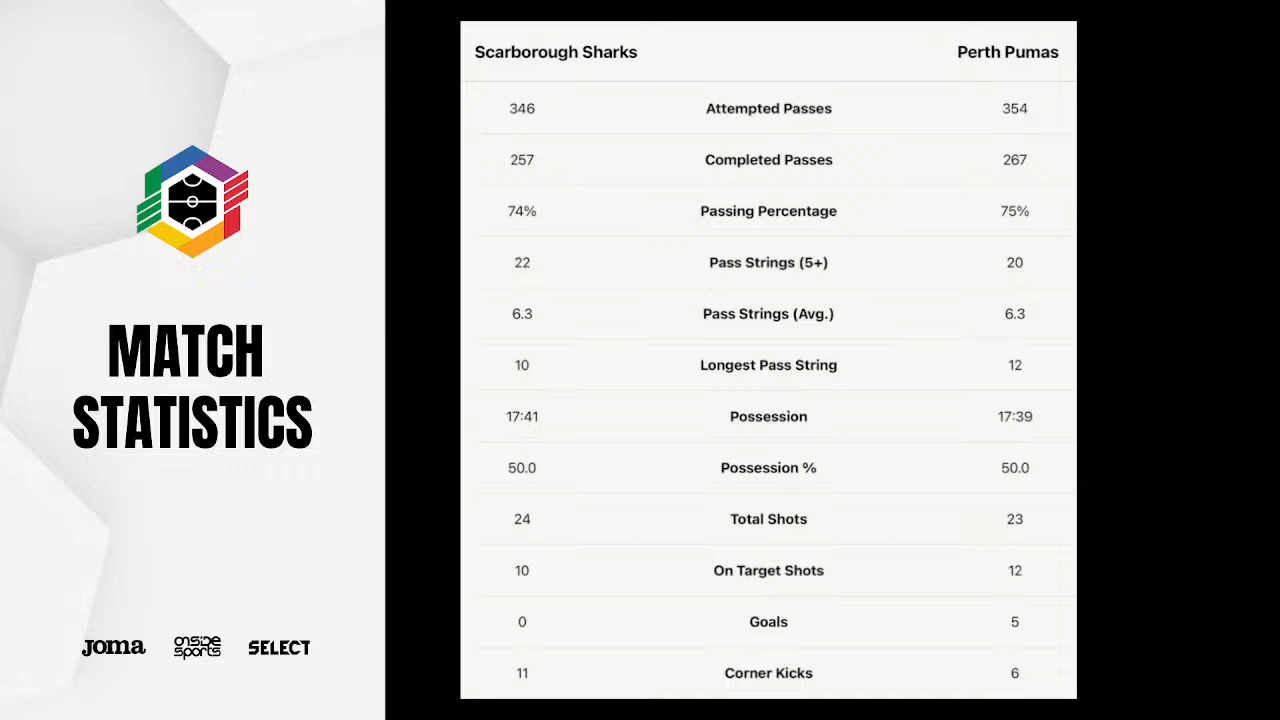 MATCH
STATISTICS
Joma onside sports SELECT
Scarborough Sharks Perth Pumas
346 Attempted Passes 354
257 Completed Passes 267
74% Passing Percentage 75%
22 Pass Strings (5+) 20
6.3 Pass Strings (Avg.) 6.3
10 Longest Pass String 12
17:41 Possession 17:39
50.0 Possession % 50.0
24 Total Shots 23
10 On Target Shots 12
0 Goals 5
11 Corner Kicks 6